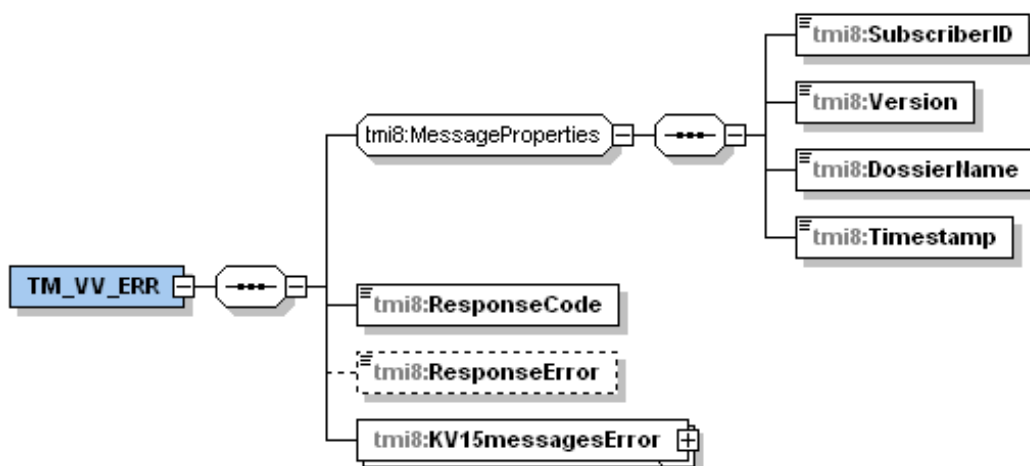 tmi8:SubscriberID
tmi8:Version
tmi8:MessageProperties
tmi8:DossierName
tmi8:Timestamp
TM_VV_ERR
tmi8:ResponseCode
tmi8:ResponseError
tmi8:KV15messagesError